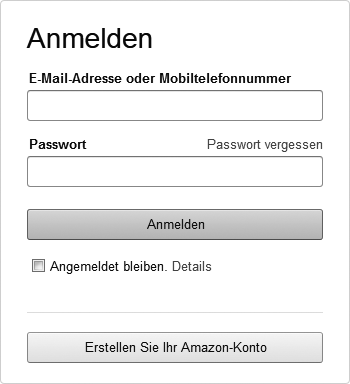 Anmelden
E-Mail-Adresse oder Mobiltelefonnummer
Passwort Passwort vergessen
Anmelden
Angemeldet bleiben. Details
Erstellen Sie Ihr Amazon-Konto